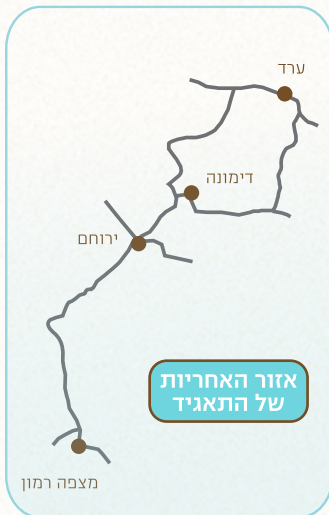 ערד
דימונה
ירוחם
אזור האחריות
של התאגיד
מצפה רמון